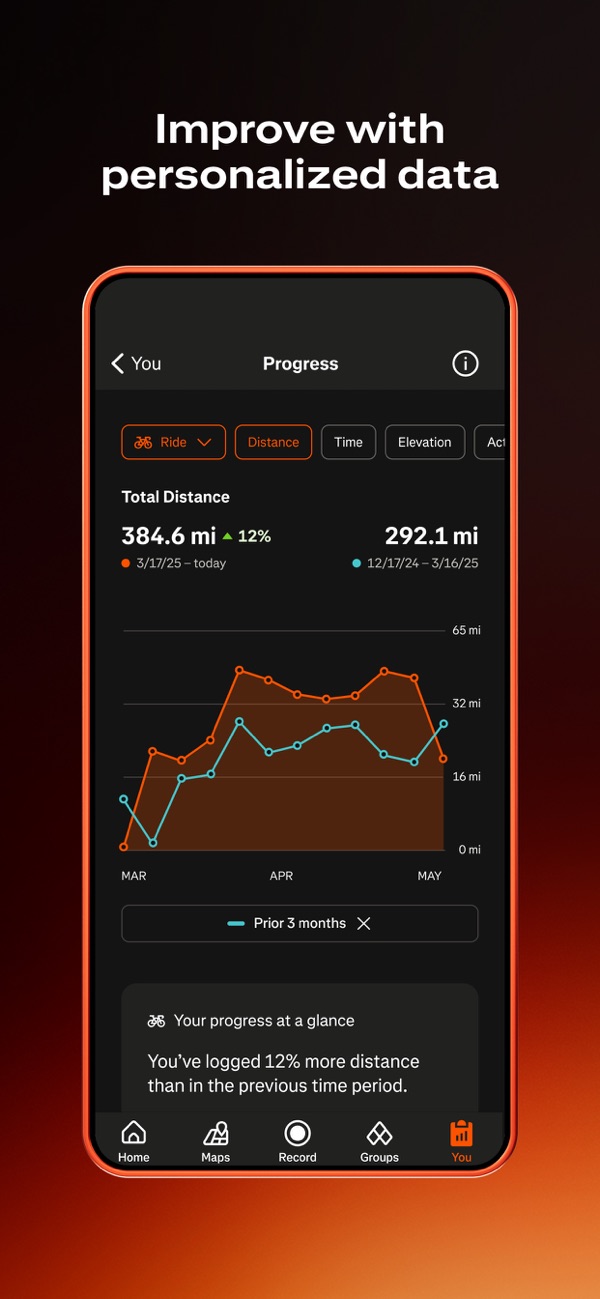 Improve with
personalized data
You
Progress
Ride
Distance
Time
Elevation
Act
Total Distance
384.6 mi 12%
292.1 mi
3/17/25 – today
12/17/24 – 3/16/25
65 mi
32 mi
16 mi
0 mi
MAR
APR
MAY
Prior 3 months
Your progress at a glance
You’ve logged 12% more distance
than in the previous time period.
Home
Maps
Record
Groups
You